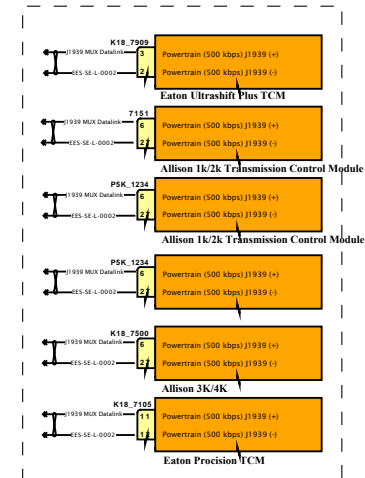 K18_7909
J1939 MUX Datalink 3 Powertrain (500 kbps) J1939 (+)
EES-SE-L-0002 Powertrain (500 kbps) J1939 (-)
Eaton Ultrashift Plus TCM
7151
J1939 MUX Datalink 6 Powertrain (500 kbps) J1939 (+)
EES-SE-L-0002 Powertrain (500 kbps) J1939 (-)
Allison 1k/2k Transmission Control Module
P5K_1234
J1939 MUX Datalink 6 Powertrain (500 kbps) J1939 (+)
EES-SE-L-0002 Powertrain (500 kbps) J1939 (-)
Allison 1k/2k Transmission Control Module
P5K_1234
J1939 MUX Datalink 6 Powertrain (500 kbps) J1939 (+)
EES-SE-L-0002 Powertrain (500 kbps) J1939 (-)
K18_7500
J1939 MUX Datalink 6 Powertrain (500 kbps) J1939 (+)
EES-SE-L-0002 Powertrain (500 kbps) J1939 (-)
Allison 3K/4K
K18_7105
J1939 MUX Datalink 11 Powertrain (500 kbps) J1939 (+)
EES-SE-L-0002 Powertrain (500 kbps) J1939 (-)
Eaton Procision TCM